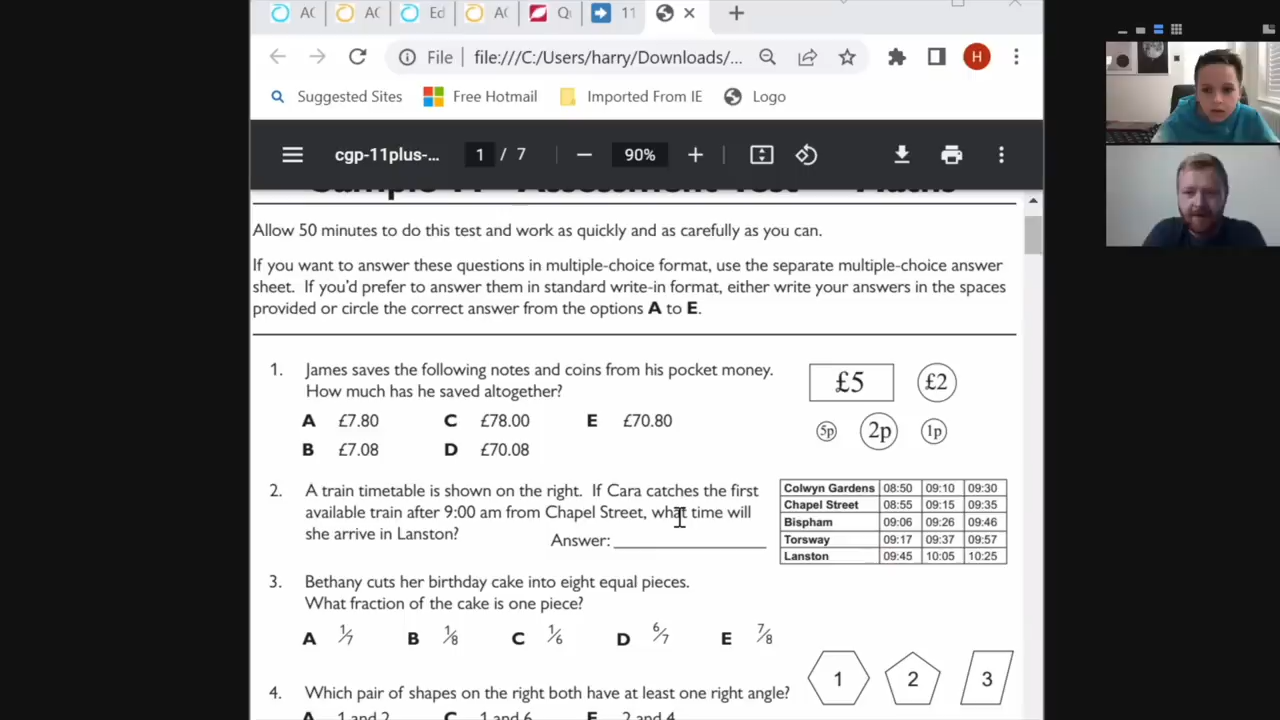 AC
AC
Ed
AC
Qu
11
File
file:///C:/Users/harry/Downloads/...
H
Suggested Sites
Free Hotmail
Imported From IE
Logo
cgp-11plus-...
1 / 7
90%
Allow 50 minutes to do this test and work as quickly and as carefully as you can.
If you want to answer these questions in multiple-choice format, use the separate multiple-choice answer
sheet. If you'd prefer to answer them in standard write-in format, either write your answers in the spaces
provided or circle the correct answer from the options A to E.
1. James saves the following notes and coins from his pocket money.
How much has he saved altogether?
A £7.80 C £78.00 E £70.80
B £7.08 D £70.08
£5 £2
5p 2p 1p
2. A train timetable is shown on the right. If Cara catches the first
available train after 9:00 am from Chapel Street, what time will
she arrive in Lanston? Answer:
Colwyn Gardens 08:50 09:10 09:30
Chapel Street 08:55 09:15 09:35
Bispham 09:06 09:26 09:46
Torsway 09:17 09:37 09:57
Lanston 09:45 10:05 10:25
3. Bethany cuts her birthday cake into eight equal pieces.
What fraction of the cake is one piece?
A 1/7 B 1/8 C 1/6 D 6/7 E 7/8
1 2 3
4. Which pair of shapes on the right both have at least one right angle?
A 1 and 2 C 1 and 6 E 2 and 4